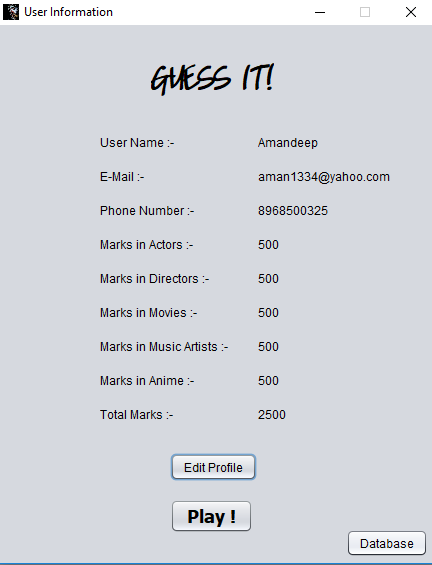 User Information
GUESS IT!
User Name :- Amandeep
E-Mail :- aman1334@yahoo.com
Phone Number :- 8968500325
Marks in Actors :- 500
Marks in Directors :- 500
Marks in Movies :- 500
Marks in Music Artists :- 500
Marks in Anime :- 500
Total Marks :- 2500
Edit Profile
Play !
Database